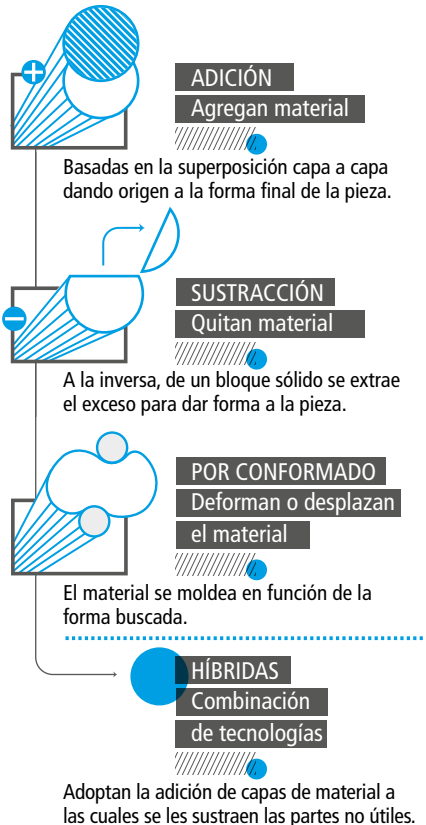 ADICIÓN
Agregan material
Basadas en la superposición capa a capa
dando origen a la forma final de la pieza.
SUSTRACCIÓN
Quitan material
A la inversa, de un bloque sólido se extrae
el exceso para dar forma a la pieza.
POR CONFORMADO
Deforman o desplazan
el material
El material se moldea en función de la
forma buscada.
HÍBRIDAS
Combinación
de tecnologías
Adoptan la adición de capas de material a
las cuales se les sustraen las partes no útiles.